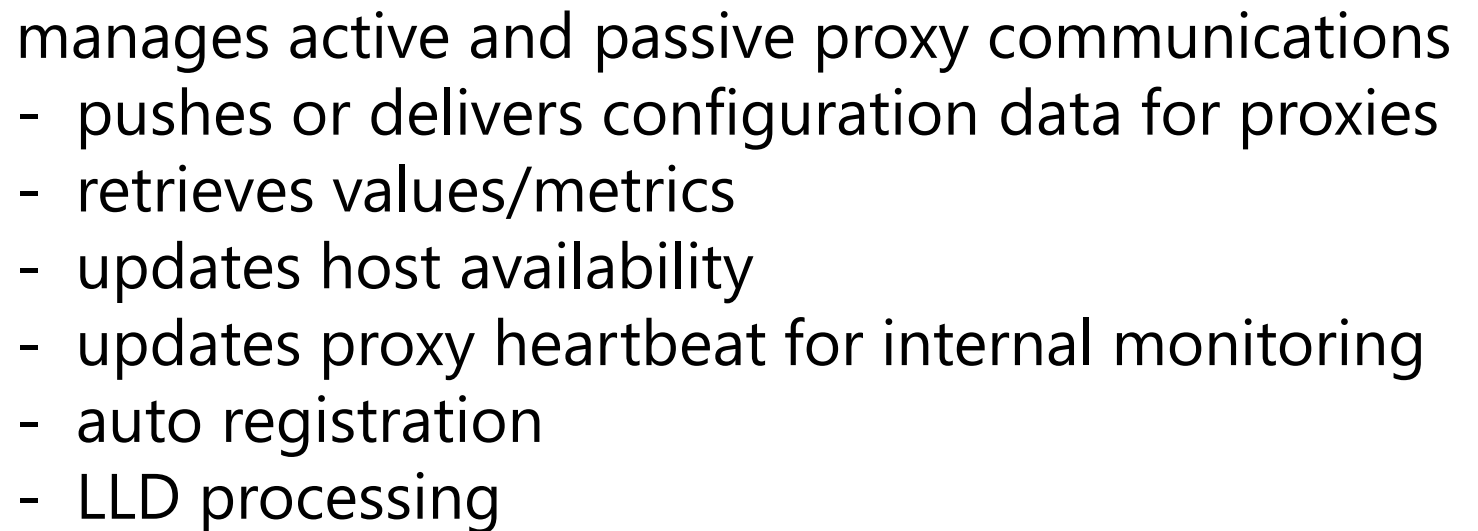 manages active and passive proxy communications
- pushes or delivers configuration data for proxies
- retrieves values/metrics
- updates host availability
- updates proxy heartbeat for internal monitoring
- auto registration
- LLD processing